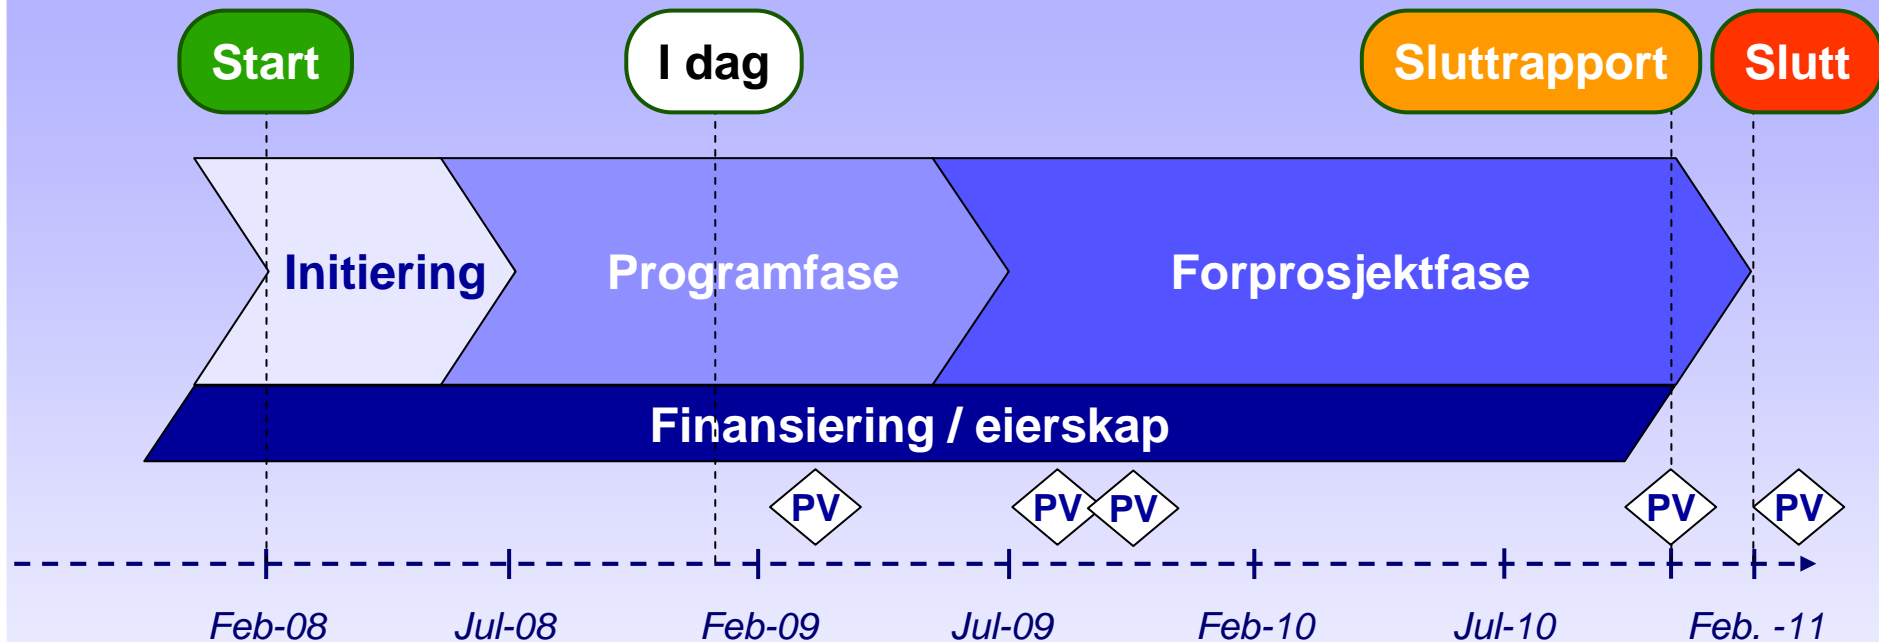 Start
I dag
Sluttrapport
Slutt
Initiering
Programfase
Forprosjektfase
Finansiering / eierskap
PV
PV
PV
PV
PV
Feb-08
Jul-08
Feb-09
Jul-09
Feb-10
Jul-10
Feb. -11